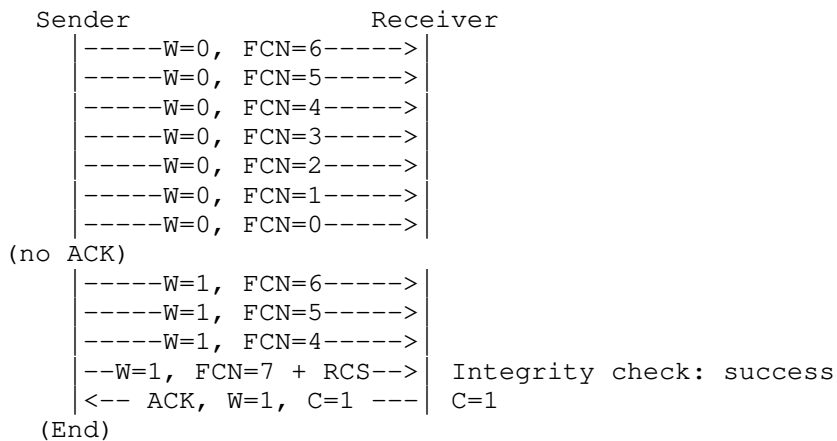 Sender Receiver
|-----W=0, FCN=6----->|
|-----W=0, FCN=5----->|
|-----W=0, FCN=4----->|
|-----W=0, FCN=3----->|
|-----W=0, FCN=2----->|
|-----W=0, FCN=1----->|
|-----W=0, FCN=0----->|
(no ACK)
|-----W=1, FCN=6----->|
|-----W=1, FCN=5----->|
|-----W=1, FCN=4----->|
|--W=1, FCN=7 + RCS-->| Integrity check: success
|<-- ACK, W=1, C=1 ---| C=1
(End)